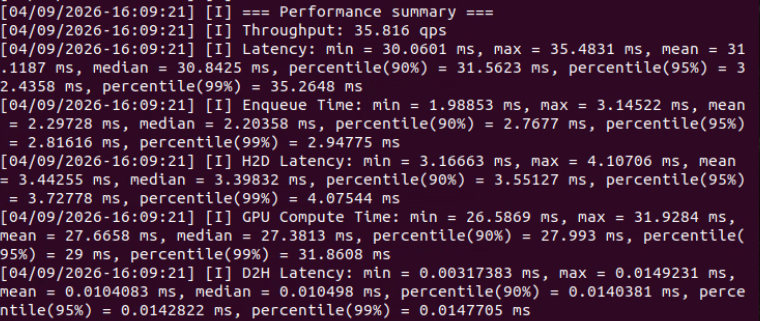 [04/09/2026-16:09:21] [I] === Performance summary ===
[04/09/2026-16:09:21] [I] Throughput: 35.816 qps
[04/09/2026-16:09:21] [I] Latency: min = 30.0601 ms, max = 35.4831 ms, mean = 31
.1187 ms, median = 30.8425 ms, percentile(90%) = 31.5623 ms, percentile(95%) = 3
2.4358 ms, percentile(99%) = 35.2648 ms
[04/09/2026-16:09:21] [I] Enqueue Time: min = 1.98853 ms, max = 3.14522 ms, mean
 = 2.29728 ms, median = 2.20358 ms, percentile(90%) = 2.7677 ms, percentile(95%)
 = 2.81616 ms, percentile(99%) = 2.94775 ms
[04/09/2026-16:09:21] [I] H2D Latency: min = 3.16663 ms, max = 4.10706 ms, mean
= 3.44255 ms, median = 3.39832 ms, percentile(90%) = 3.55127 ms, percentile(95%)
 = 3.72778 ms, percentile(99%) = 4.07544 ms
[04/09/2026-16:09:21] [I] GPU Compute Time: min = 26.5869 ms, max = 31.9284 ms,
mean = 27.6658 ms, median = 27.3813 ms, percentile(90%) = 27.993 ms, percentile(
95%) = 29 ms, percentile(99%) = 31.8608 ms
[04/09/2026-16:09:21] [I] D2H Latency: min = 0.00317383 ms, max = 0.0149231 ms,
mean = 0.0104083 ms, median = 0.010498 ms, percentile(90%) = 0.0140381 ms, perce
ntile(95%) = 0.0142822 ms, percentile(99%) = 0.0147705 ms